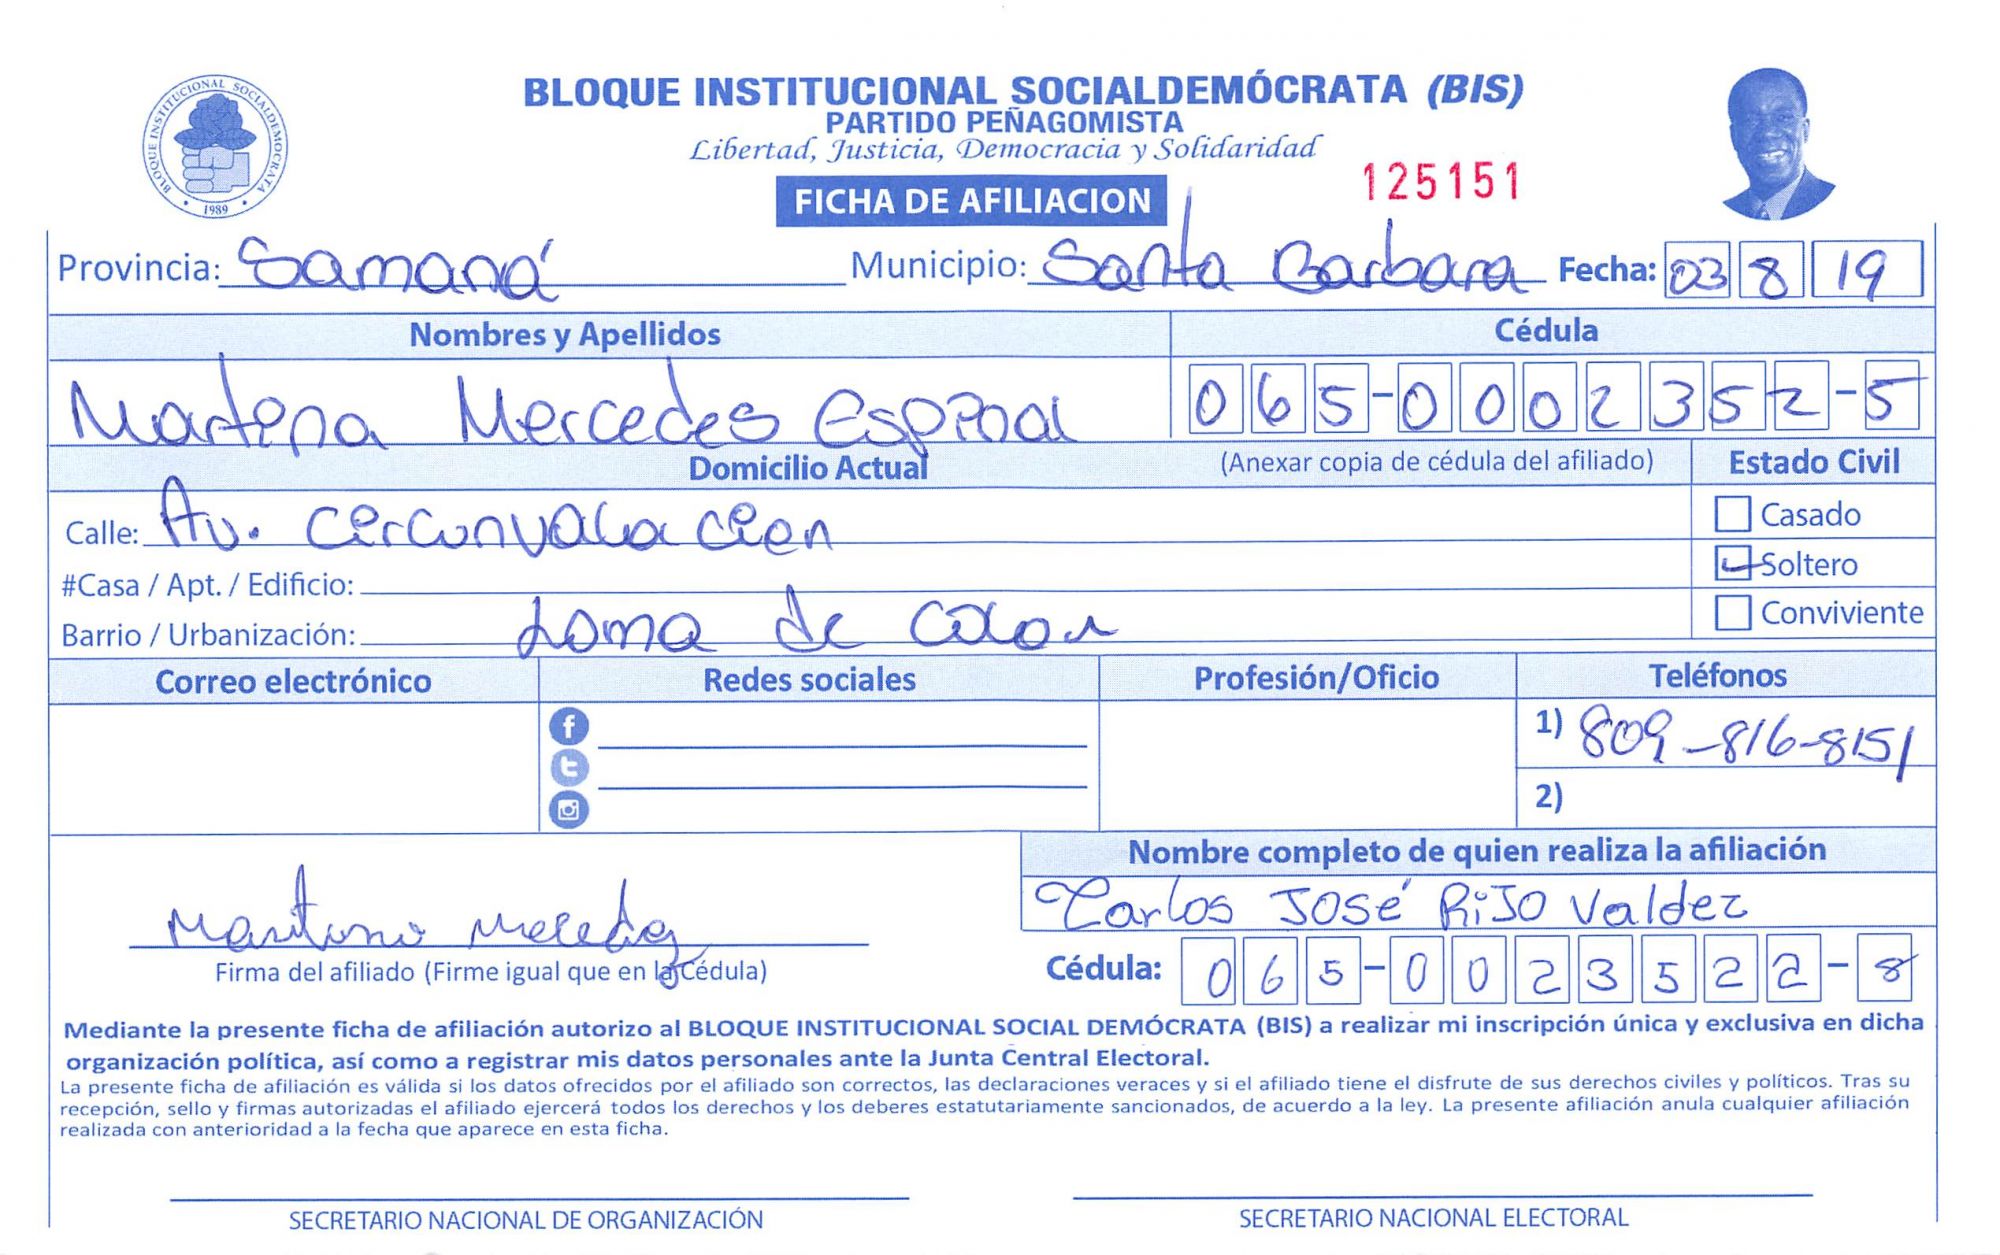 BLOQUE INSTITUCIONAL SOCIALDEMÓCRATA (BIS)
PARTIDO PEÑAGOMISTA
Libertad, Justicia, Democracia y Solidaridad
BLOQUE INSTITUCIONAL SOCIALDEMOCRATA
1989
FICHA DE AFILIACION
125151
Provincia: Samaná Municipio: Santa Barbara Fecha: 03 8 19
Nombres y Apellidos Cédula
Martina Mercedes Espinal 065-0002352-5
Domicilio Actual (Anexar copia de cédula del afiliado) Estado Civil
Calle: Av. Circunvalacion Casado
#Casa / Apt. / Edificio: Soltero
Barrio / Urbanización: Loma de Colon Conviviente
Correo electrónico Redes sociales Profesión/Oficio Teléfonos
1) 809-816-8151
2)
Nombre completo de quien realiza la afiliación
Carlos José Rijo Valdez
Firma del afiliado (Firme igual que en la Cédula) Cédula: 065-0023522-8
Mediante la presente ficha de afiliación autorizo al BLOQUE INSTITUCIONAL SOCIAL DEMÓCRATA (BIS) a realizar mi inscripción única y exclusiva en dicha
organización política, así como a registrar mis datos personales ante la Junta Central Electoral.
La presente ficha de afiliación es válida si los datos ofrecidos por el afiliado son correctos, las declaraciones veraces y si el afiliado tiene el disfrute de sus derechos civiles y políticos. Tras su
recepción, sello y firmas autorizadas el afiliado ejercerá todos los derechos y los deberes estatutariamente sancionados, de acuerdo a la ley. La presente afiliación anula cualquier afiliación
realizada con anterioridad a la fecha que aparece en esta ficha.
SECRETARIO NACIONAL DE ORGANIZACIÓN SECRETARIO NACIONAL ELECTORAL